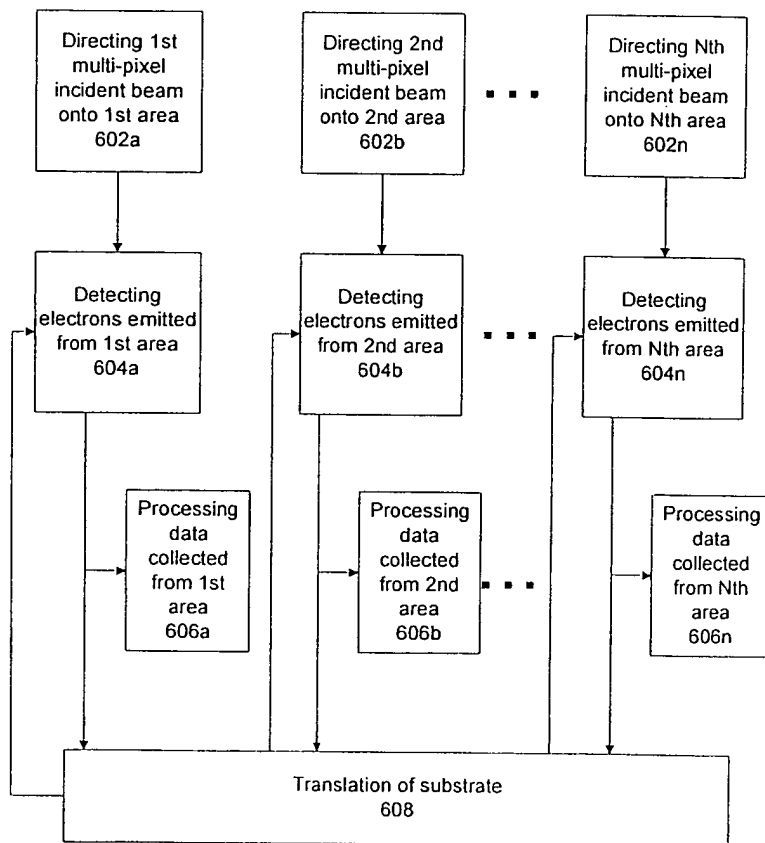 Directing 1st
multi-pixel
incident beam
onto 1st area
602a
Directing 2nd
multi-pixel
incident beam
onto 2nd area
602b
Directing Nth
multi-pixel
incident beam
onto Nth area
602n
Detecting
electrons emitted
from 1st area
604a
Detecting
electrons emitted
from 2nd area
604b
Detecting
electrons emitted
from Nth area
604n
Processing
data
collected
from 1st
area
606a
Processing
data
collected
from 2nd
area
606b
Processing
data
collected
from Nth
area
606n
Translation of substrate
608